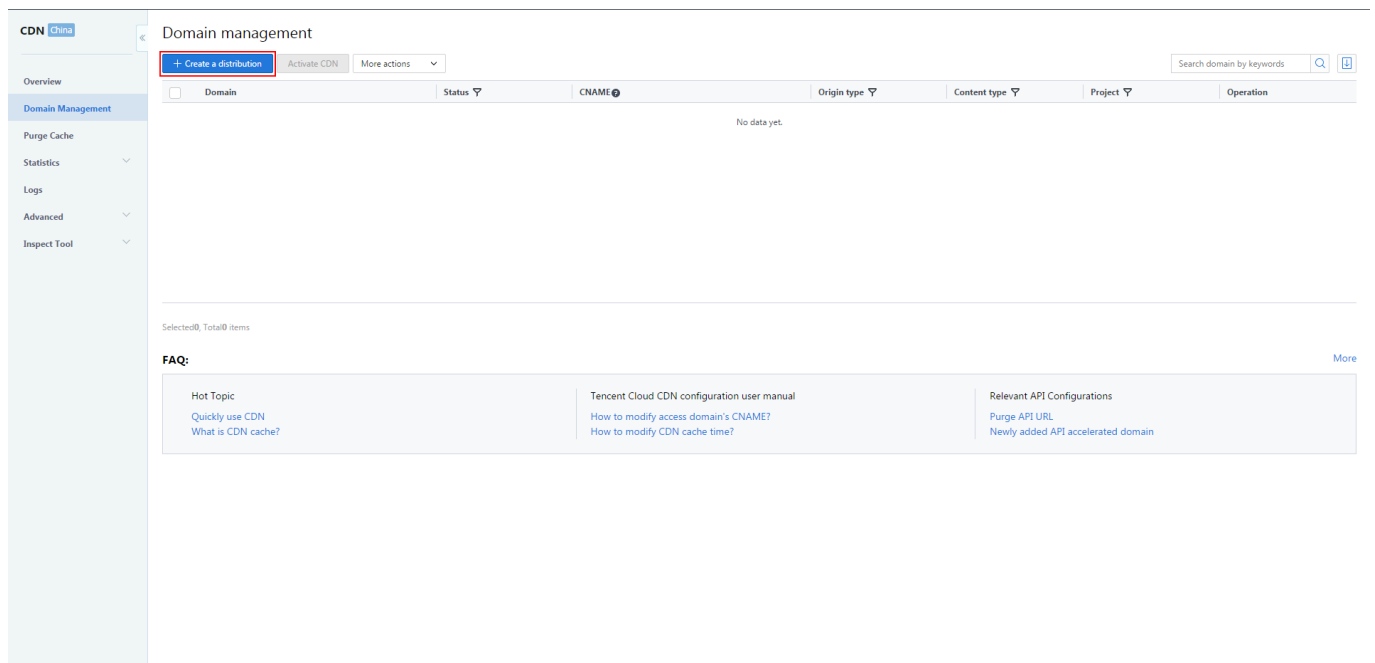 CDN China
Overview
Domain Management
Purge Cache
Statistics
Logs
Advanced
Inspect Tool
Domain management
Create a distribution Activate CDN More actions Search domain by keywords
Domain Status CNAME Origin type Content type Project Operation
No data yet.
Selected0, Total0 items
FAQ: More
Hot Topic
Quickly use CDN
What is CDN cache?
Tencent Cloud CDN configuration user manual
How to modify access domain's CNAME?
How to modify CDN cache time?
Relevant API Configurations
Purge API URL
Newly added API accelerated domain